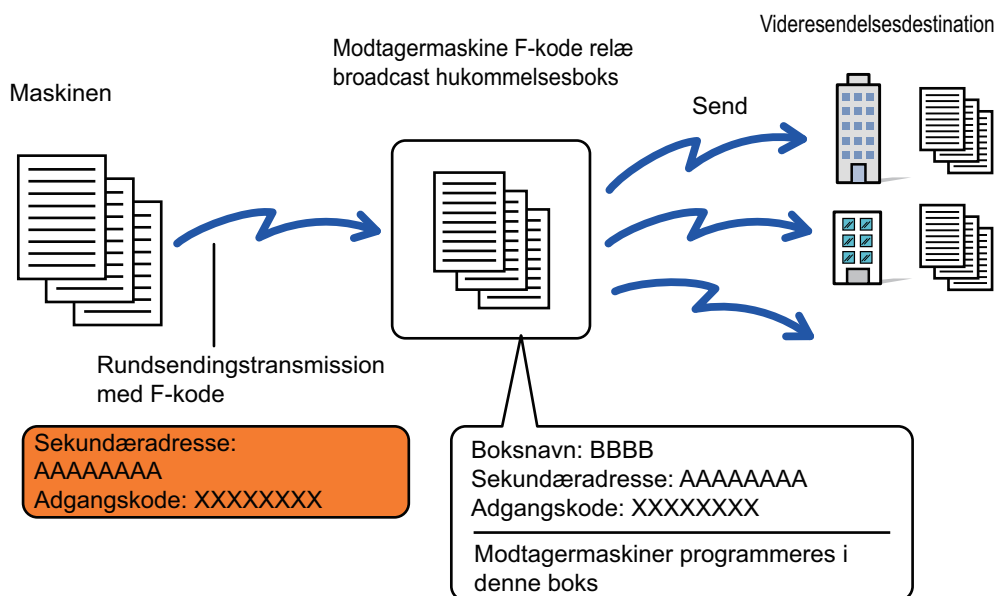 Videresendelsesdestination
Modtagermaskine F-kode relæ
broadcast hukommelsesboks
Maskinen
Send
Rundsendingstransmission
med F-kode
Sekundæradresse:
AAAAAAAA
Adgangskode: XXXXXXXX
Boksnavn: BBBB
Sekundæradresse: AAAAAAAA
Adgangskode: XXXXXXXX
Modtagermaskiner programmeres i
denne boks